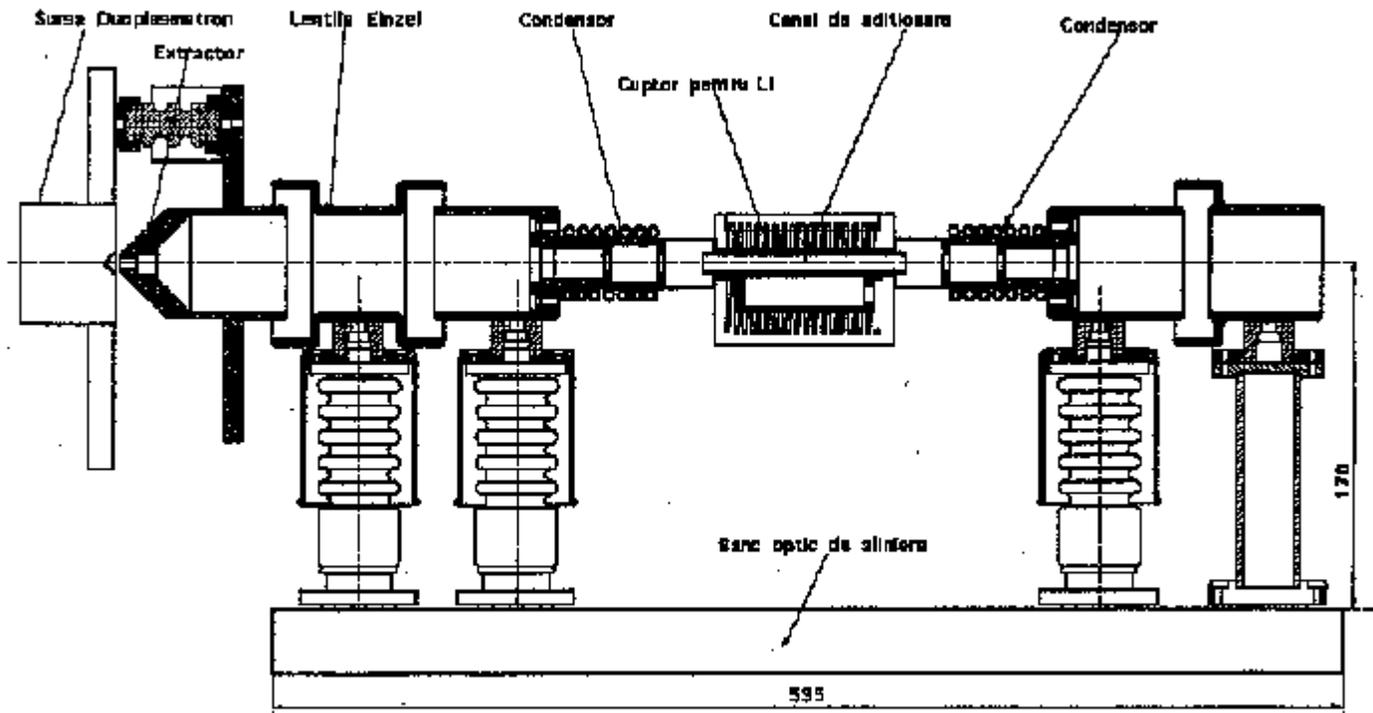 Sursa Duoplasmatron
Lentila Einzel
Condensor
Canal de aditionare
Condensor
Extractor
Cuptor pentru Li
170
Banc optic de aliniere
595